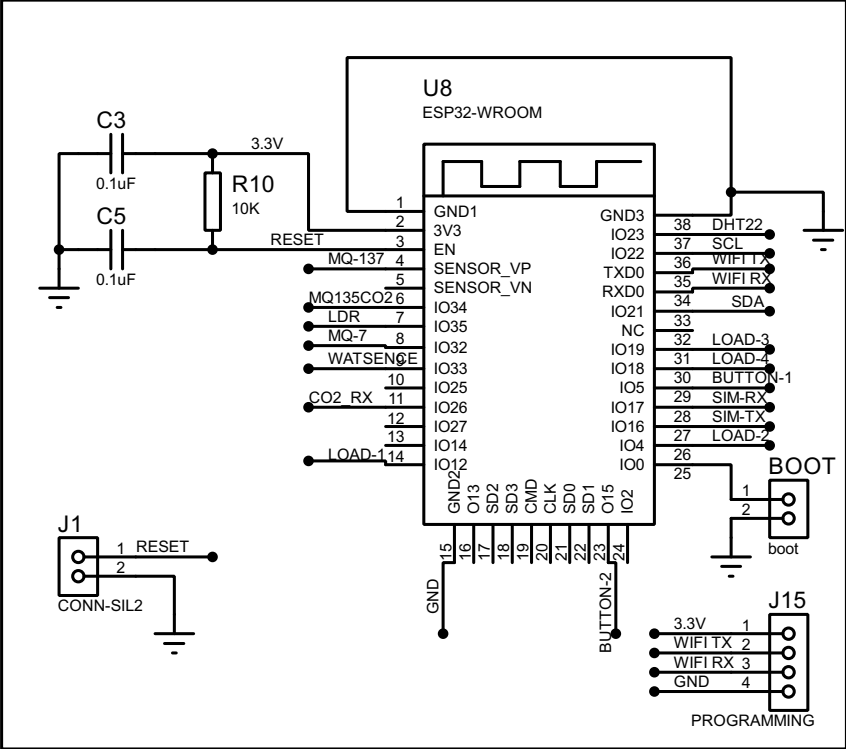 U8
ESP32-WROOM
C3
0.1uF
3.3V
R10
10K
C5
0.1uF
RESET
1 GND1
2 3V3
3 EN
MQ-137 4 SENSOR_VP
5 SENSOR_VN
MQ135CO2 6 IO34
LDR 7 IO35
MQ-7 8 IO32
WATSENCE 9 IO33
10 IO25
CO2_RX 11 IO26
12 IO27
13 IO14
LOAD-1 14 IO12
GND3
IO23 38 DHT22
IO22 37 SCL
TXD0 36 WIFI TX
RXD0 35 WIFI RX
IO21 34 SDA
NC 33
IO19 32 LOAD-3
IO18 31 LOAD-4
IO5 30 BUTTON-1
IO17 29 SIM-RX
IO16 28 SIM-TX
IO4 27 LOAD-2
IO0 26
25
GND2 15 GND
O13 16
SD2 17
SD3 18
CMD 19
CLK 20
SD0 21
SD1 22
O15 23 BUTTON-2
IO2 24
BOOT
1
2
boot
J1
1 RESET
2
CONN-SIL2
J15
3.3V 1
WIFI TX 2
WIFI RX 3
GND 4
PROGRAMMING